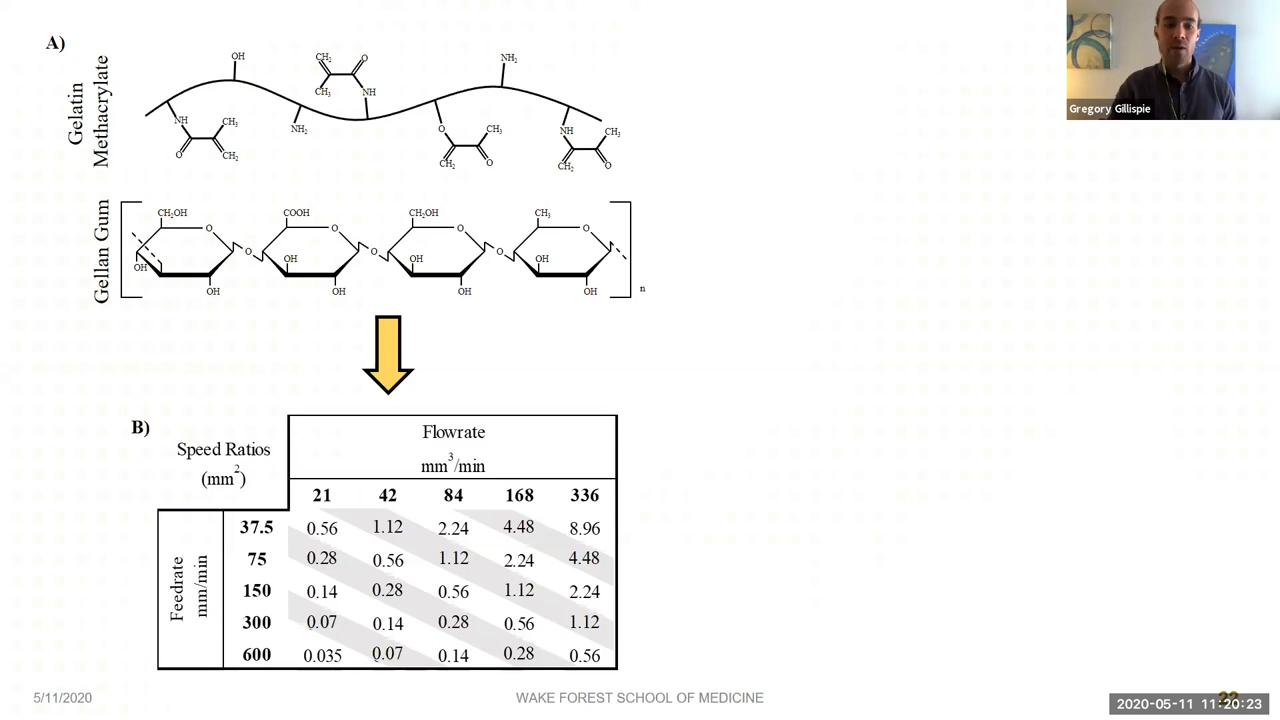 A)
Gelatin
Methacrylate
OH
CH₂
O
CH₃
NH
NH₂
NH
CH₃
O
CH₂
NH₂
O
CH₃
CH₂
O
NH
CH₃
CH₂
O
Gellan Gum
CH₂OH
COOH
CH₂OH
CH₃
O
O
O
O
OH
O
OH
O
OH
O
OH
OH
OH
OH
OH
n
B)
Speed Ratios
(mm²)
Flowrate
mm³/min
21 42 84 168 336
Feedrate
mm/min
37.5 0.56 1.12 2.24 4.48 8.96
75 0.28 0.56 1.12 2.24 4.48
150 0.14 0.28 0.56 1.12 2.24
300 0.07 0.14 0.28 0.56 1.12
600 0.035 0.07 0.14 0.28 0.56
5/11/2020
WAKE FOREST SCHOOL OF MEDICINE
22
2020-05-11 11:20:23
Gregory Gillispie